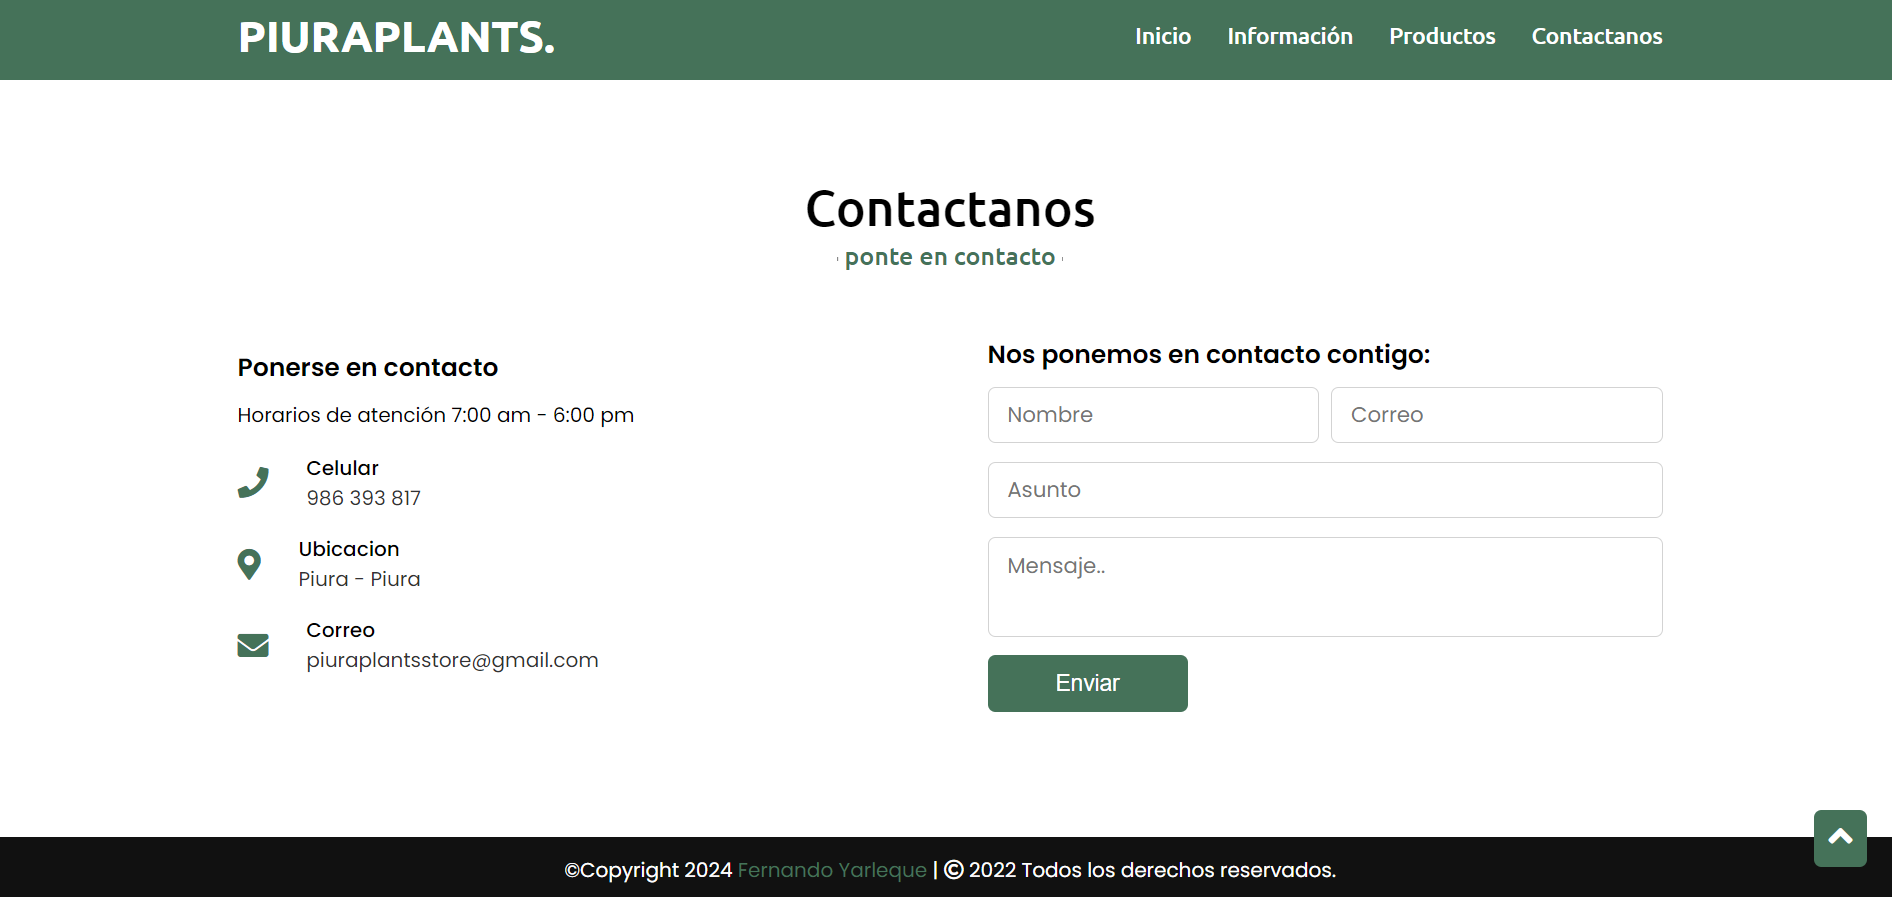 PIURAPLANTS.
Inicio Información Productos Contactanos
Contactanos
ponte en contacto
Ponerse en contacto
Horarios de atención 7:00 am - 6:00 pm
Celular
986 393 817
Ubicacion
Piura - Piura
Correo
piuraplantsstore@gmail.com
Nos ponemos en contacto contigo:
Nombre Correo
Asunto
Mensaje..
Enviar
©Copyright 2024 Fernando Yarleque | © 2022 Todos los derechos reservados.